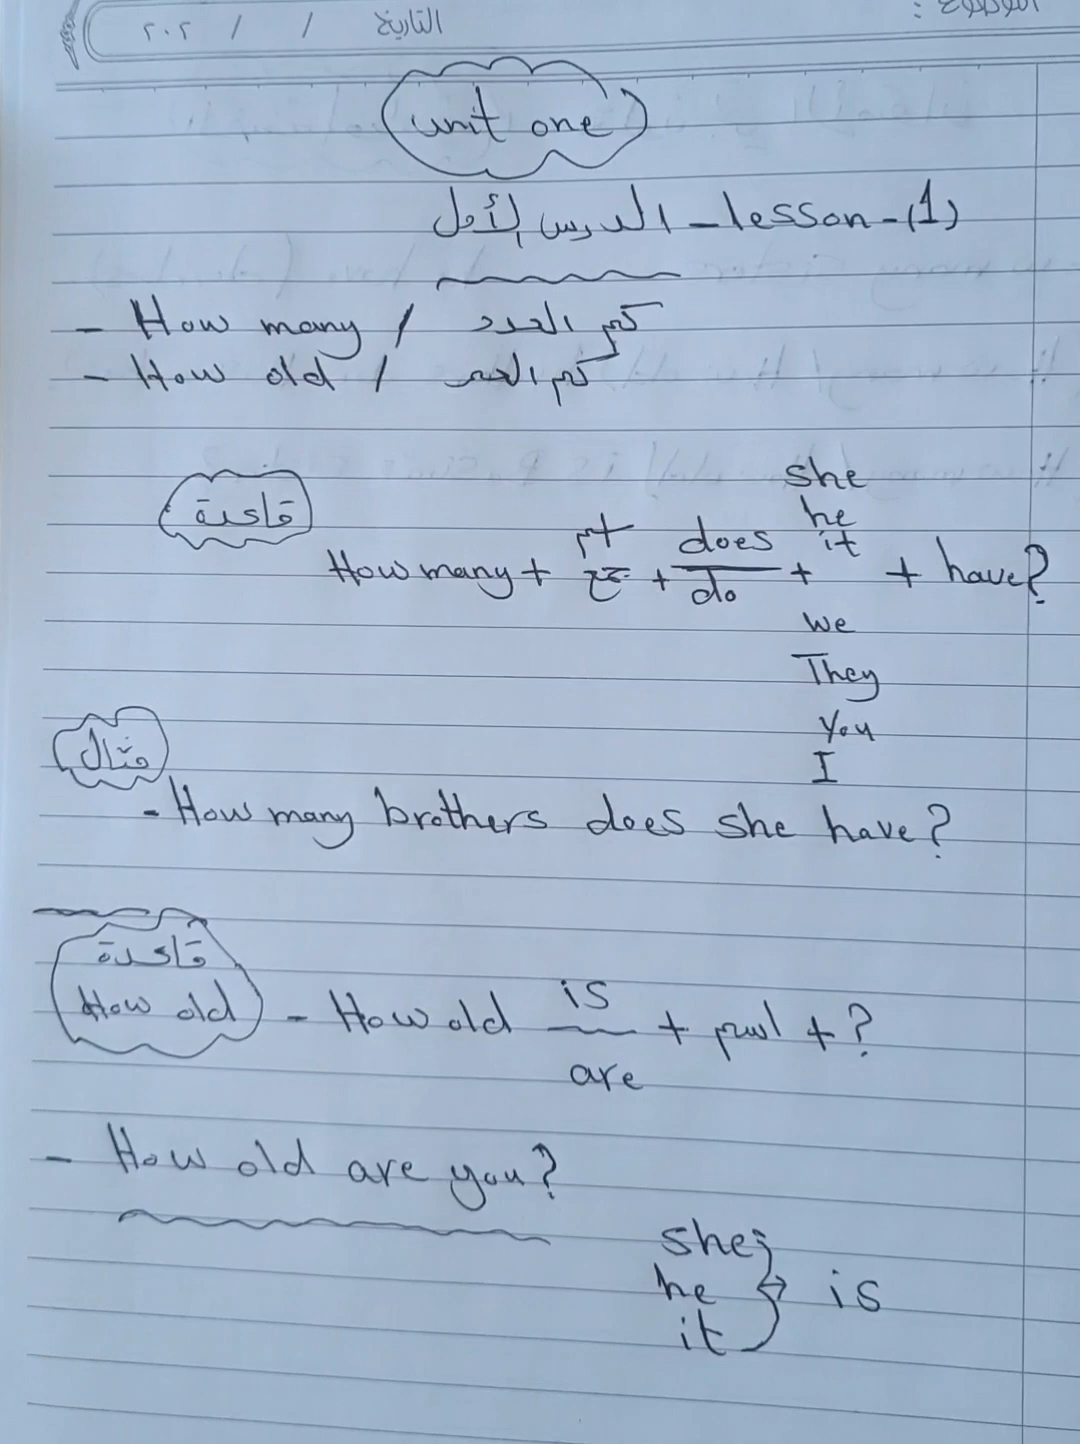 الموضوع :
التاريخ / / ٢٠٢
unit one
الدرس الأول - lesson - (1)
- How many / كم العدد
- How old / كم العمر
قاعدة
she
he
it
How many + اسم جمع + does / do + + have?
we
They
You
I
مثال
- How many brothers does she have?
قاعدة
How old
- How old is / are + اسم + ?
- How old are you?
she
he } is
it